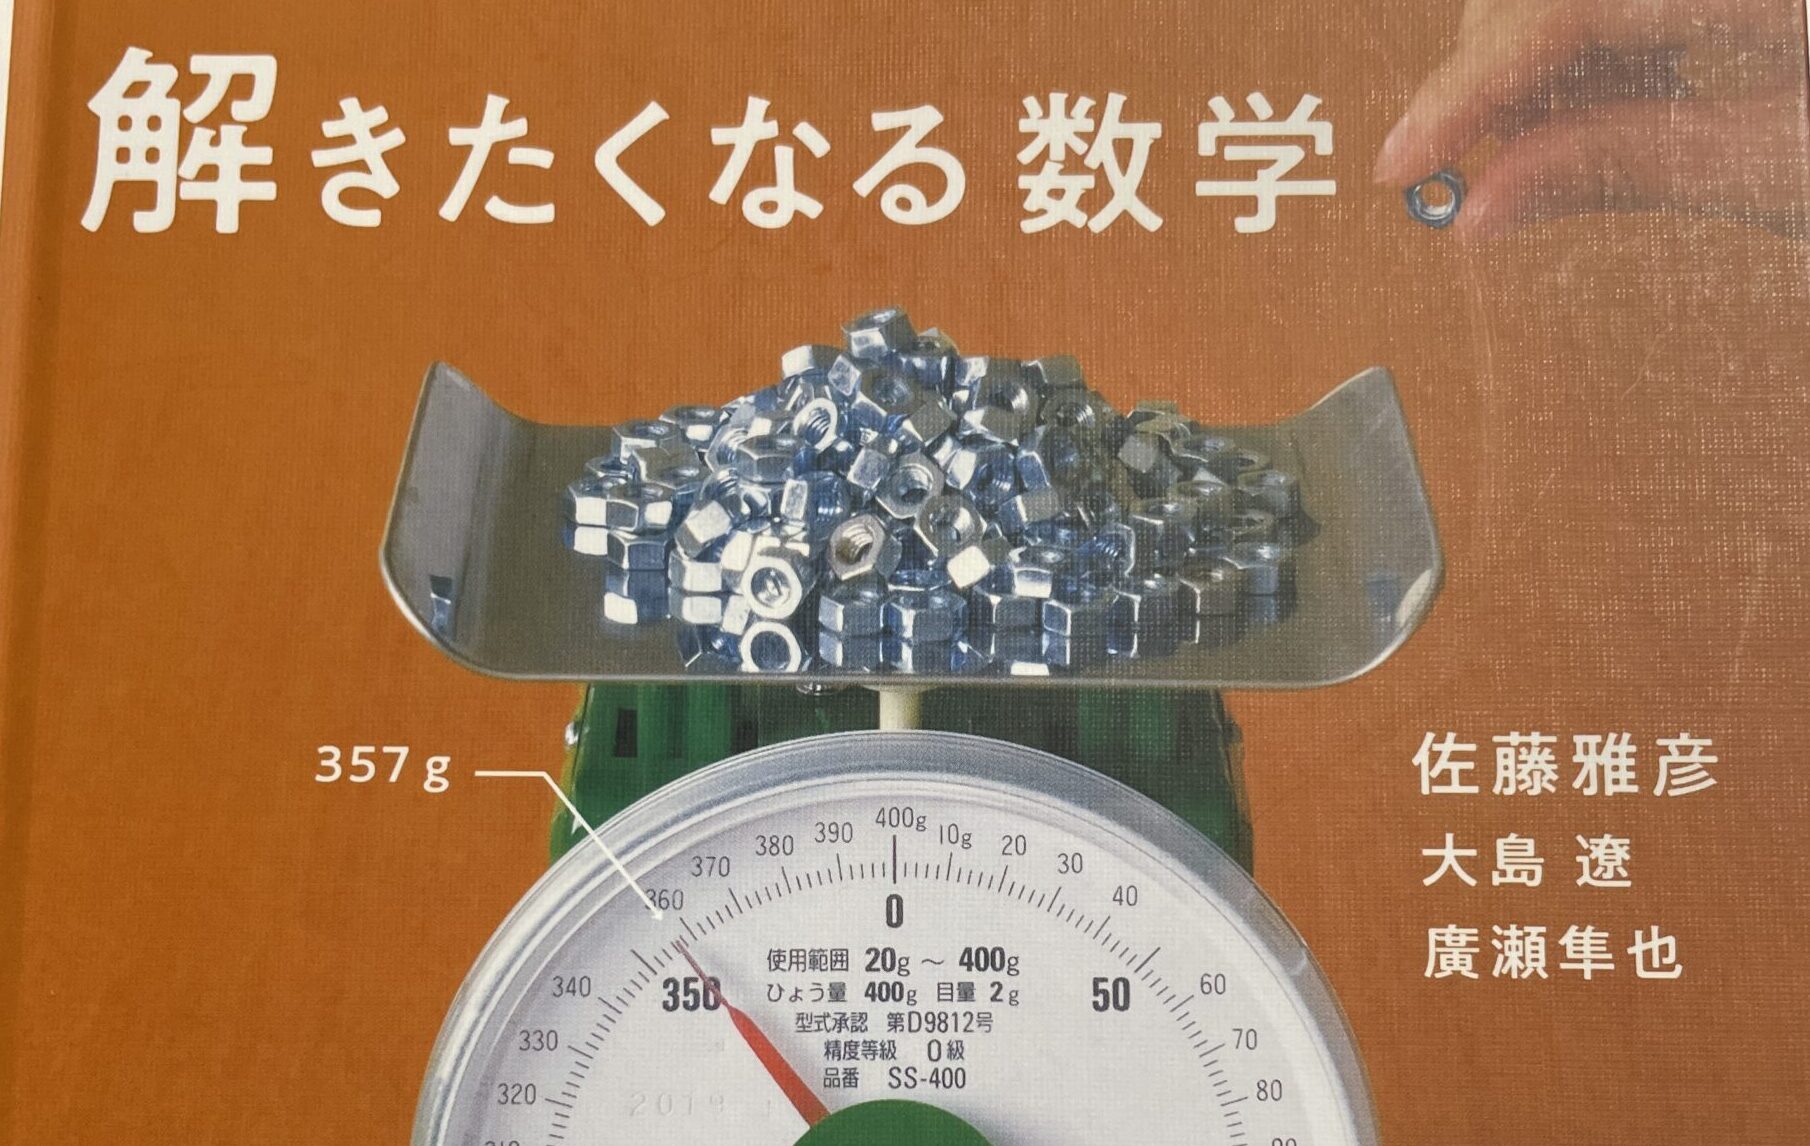 解きたくなる数学
357g
400g
390
10g
380
20
370
30
360
40
0
使用範囲 20g ～ 400g
ひょう量 400g 目量 2g
型式承認 第D9812号
精度等級 0級
品番 SS-400
350
50
340
60
330
70
320
80
佐藤雅彦
大島 遼
廣瀬隼也